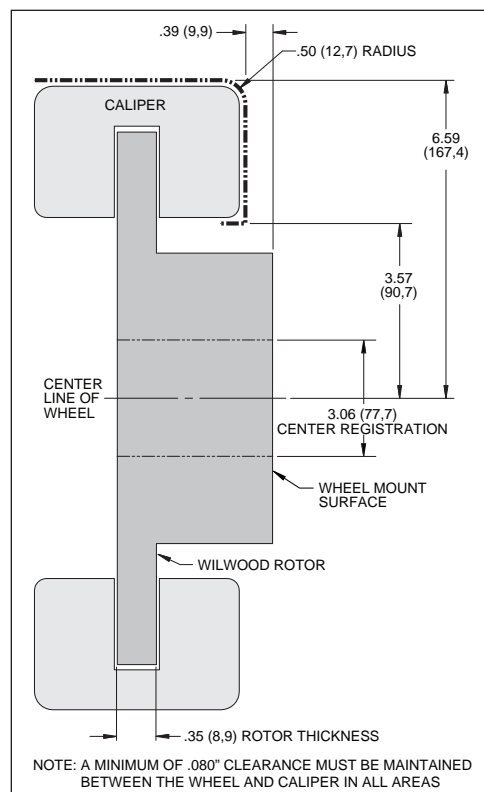 .39 (9,9)
.50 (12,7) RADIUS
CALIPER
6.59
(167,4)
3.57
(90,7)
CENTER
LINE OF
WHEEL
3.06 (77,7)
CENTER REGISTRATION
WHEEL MOUNT
SURFACE
WILWOOD ROTOR
.35 (8,9) ROTOR THICKNESS
NOTE: A MINIMUM OF .080" CLEARANCE MUST BE MAINTAINED
BETWEEN THE WHEEL AND CALIPER IN ALL AREAS